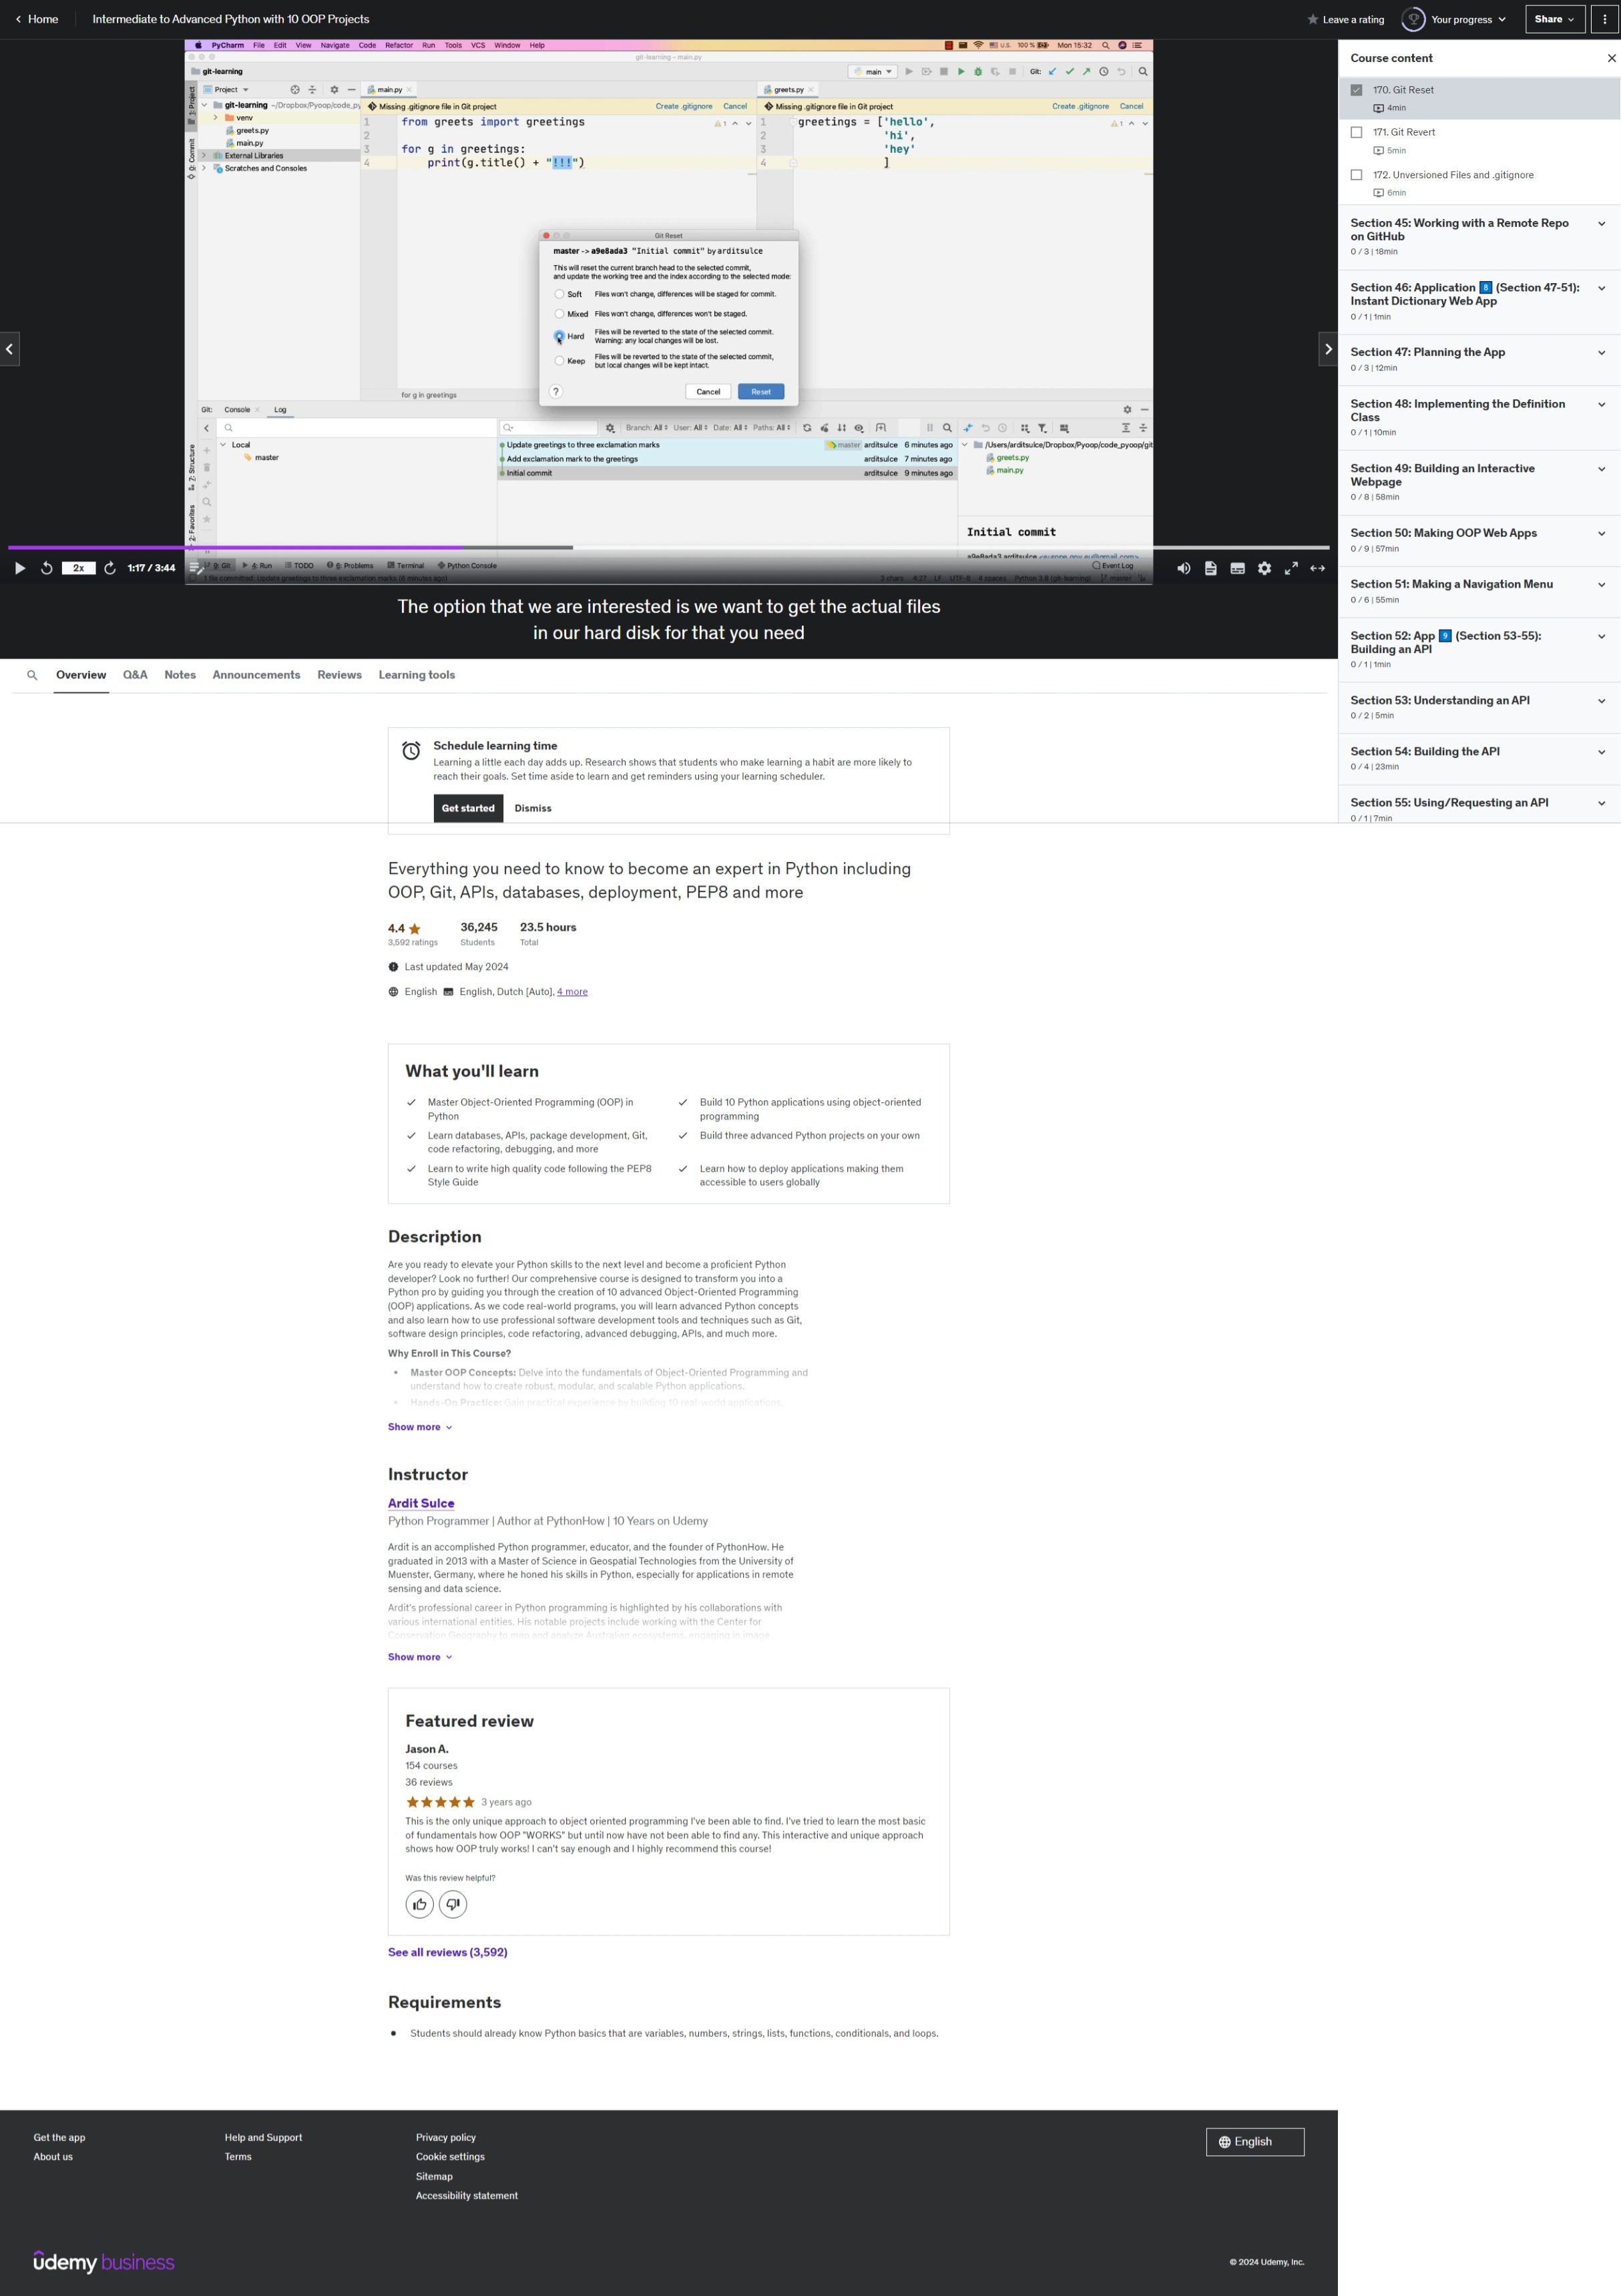 Home
Intermediate to Advanced Python with 10 OOP Projects
Leave a rating
Your progress
Share
PyCharm File Edit View Navigate Code Refactor Run Tools VCS Window Help
U.S. 100 % Mon 15:32
git-learning – main.py
git-learning
main
Git:
1: Project
Commit
7: Structure
2: Favorites
Project
main.py
greets.py
git-learning ~/Dropbox/Pyoop/code_py
venv
greets.py
main.py
External Libraries
Scratches and Consoles
Missing .gitignore file in Git project
Create .gitignore Cancel
1 from greets import greetings
2
3 for g in greetings:
4 print(g.title() + "!!!")
1
Missing .gitignore file in Git project
Create .gitignore Cancel
1 greetings = ['hello',
2 'hi',
3 'hey'
4 ]
1
Git Reset
master -> a9e8ada3 "Initial commit" by arditsulce
This will reset the current branch head to the selected commit,
and update the working tree and the index according to the selected mode:
Soft Files won't change, differences will be staged for commit.
Mixed Files won't change, differences won't be staged.
Hard Files will be reverted to the state of the selected commit.
Warning: any local changes will be lost.
Keep Files will be reverted to the state of the selected commit,
but local changes will be kept intact.
?
Cancel
Reset
for g in greetings
Git: Console Log
Branch: All User: All Date: All Paths: All
Local
master
Update greetings to three exclamation marks master arditsulce 6 minutes ago
Add exclamation mark to the greetings arditsulce 7 minutes ago
Initial commit arditsulce 9 minutes ago
/Users/arditsulce/Dropbox/Pyoop/code_pyoop/git
greets.py
main.py
Initial commit
9: Git 4: Run TODO 6: Problems Terminal Python Console
Event Log
2x
1:17 / 3:44
The option that we are interested is we want to get the actual files
in our hard disk for that you need
Course content
170. Git Reset
4min
171. Git Revert
5min
172. Unversioned Files and .gitignore
6min
Section 45: Working with a Remote Repo
on GitHub
0 / 3 | 18min
Section 46: Application 8 (Section 47-51):
Instant Dictionary Web App
0 / 1 | 1min
Section 47: Planning the App
0 / 3 | 12min
Section 48: Implementing the Definition
Class
0 / 1 | 10min
Section 49: Building an Interactive
Webpage
0 / 8 | 58min
Section 50: Making OOP Web Apps
0 / 9 | 57min
Section 51: Making a Navigation Menu
0 / 6 | 55min
Section 52: App 9 (Section 53-55):
Building an API
0 / 1 | 1min
Section 53: Understanding an API
0 / 2 | 5min
Section 54: Building the API
0 / 4 | 23min
Section 55: Using/Requesting an API
0 / 1 | 7min
Overview
Q&A
Notes
Announcements
Reviews
Learning tools
Schedule learning time
Learning a little each day adds up. Research shows that students who make learning a habit are more likely to
reach their goals. Set time aside to learn and get reminders using your learning scheduler.
Get started
Dismiss
Everything you need to know to become an expert in Python including
OOP, Git, APIs, databases, deployment, PEP8 and more
4.4 36,245 23.5 hours
3,592 ratings Students Total
Last updated May 2024
English English, Dutch [Auto], 4 more
What you'll learn
Master Object-Oriented Programming (OOP) in
Python
Build 10 Python applications using object-oriented
programming
Learn databases, APIs, package development, Git,
code refactoring, debugging, and more
Build three advanced Python projects on your own
Learn to write high quality code following the PEP8
Style Guide
Learn how to deploy applications making them
accessible to users globally
Description
Are you ready to elevate your Python skills to the next level and become a proficient Python
developer? Look no further! Our comprehensive course is designed to transform you into a
Python pro by guiding you through the creation of 10 advanced Object-Oriented Programming
(OOP) applications. As we code real-world programs, you will learn advanced Python concepts
and also learn how to use professional software development tools and techniques such as Git,
software design principles, code refactoring, advanced debugging, APIs, and much more.
Why Enroll in This Course?
• Master OOP Concepts: Delve into the fundamentals of Object-Oriented Programming and
understand how to create robust, modular, and scalable Python applications.
• Hands-On Practice: Gain practical experience by building 10 real-world applications,
Show more
Instructor
Ardit Sulce
Python Programmer | Author at PythonHow | 10 Years on Udemy
Ardit is an accomplished Python programmer, educator, and the founder of PythonHow. He
graduated in 2013 with a Master of Science in Geospatial Technologies from the University of
Muenster, Germany, where he honed his skills in Python, especially for applications in remote
sensing and data science.
Ardit's professional career in Python programming is highlighted by his collaborations with
various international entities. His notable projects include working with the Center for
Conservation Geography to map and analyze Australian ecosystems, engaging in image
Show more
Featured review
Jason A.
154 courses
36 reviews
3 years ago
This is the only unique approach to object oriented programming I've been able to find. I've tried to learn the most basic
of fundamentals how OOP "WORKS" but until now have not been able to find any. This interactive and unique approach
shows how OOP truly works! I can't say enough and I highly recommend this course!
Was this review helpful?
See all reviews (3,592)
Requirements
• Students should already know Python basics that are variables, numbers, strings, lists, functions, conditionals, and loops.
Get the app
About us
Help and Support
Terms
Privacy policy
Cookie settings
Sitemap
Accessibility statement
English
udemy business
© 2024 Udemy, Inc.